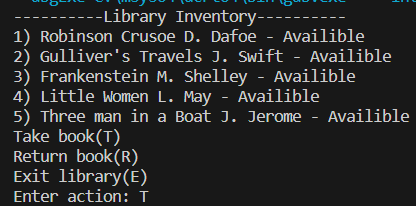 ----------Library Inventory----------
1) Robinson Crusoe D. Dafoe - Availible
2) Gulliver's Travels J. Swift - Availible
3) Frankenstein M. Shelley - Availible
4) Little Women L. May - Availible
5) Three man in a Boat J. Jerome - Availible
Take book(T)
Return book(R)
Exit library(E)
Enter action: T